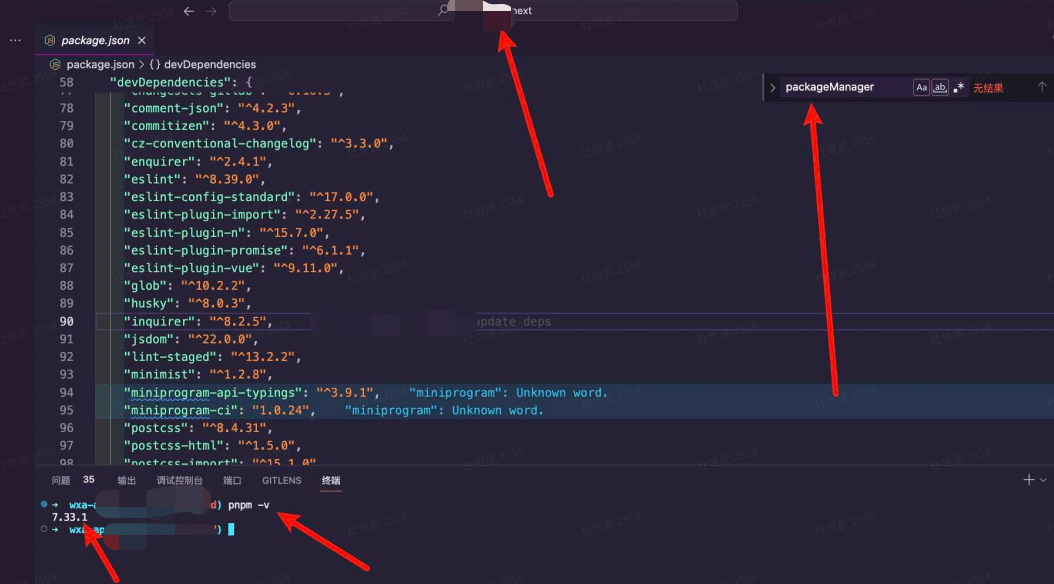 ← → next
··· package.json ×
package.json > {} devDependencies
58 "devDependencies": {
packageManager Aa ab .* 无结果 ↑
78 "comment-json": "^4.2.3",
79 "commitizen": "^4.3.0",
80 "cz-conventional-changelog": "^3.3.0",
81 "enquirer": "^2.4.1",
82 "eslint": "^8.39.0",
83 "eslint-config-standard": "^17.0.0",
84 "eslint-plugin-import": "^2.27.5",
85 "eslint-plugin-n": "^15.7.0",
86 "eslint-plugin-promise": "^6.1.1",
87 "eslint-plugin-vue": "^9.11.0",
88 "glob": "^10.2.2",
89 "husky": "^8.0.3",
90 "inquirer": "^8.2.5", update deps
91 "jsdom": "^22.0.0",
92 "lint-staged": "^13.2.2",
93 "minimist": "^1.2.8",
94 "miniprogram-api-typings": "^3.9.1", "miniprogram": Unknown word.
95 "miniprogram-ci": "1.0.24", "miniprogram": Unknown word.
96 "postcss": "^8.4.31",
97 "postcss-html": "^1.5.0",
98 "postcss-import": "^15.1.0"
问题 35 输出 调试控制台 端口 GITLENS 终端
→ wxa-a d) pnpm -v
7.33.1
→ wxa-ap ')